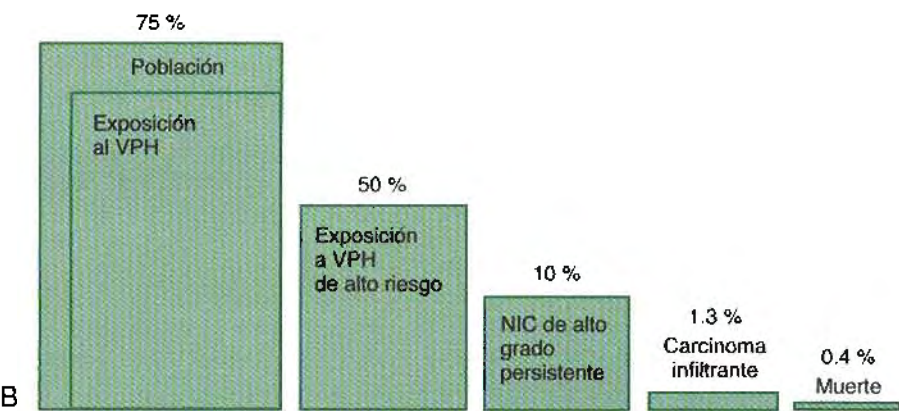 75 %
Población
Exposición
al VPH
50 %
Exposición
a VPH
de alto riesgo
10 %
NIC de alto
grado
persistente
1.3 %
Carcinoma
infiltrante
0.4 %
Muerte
B